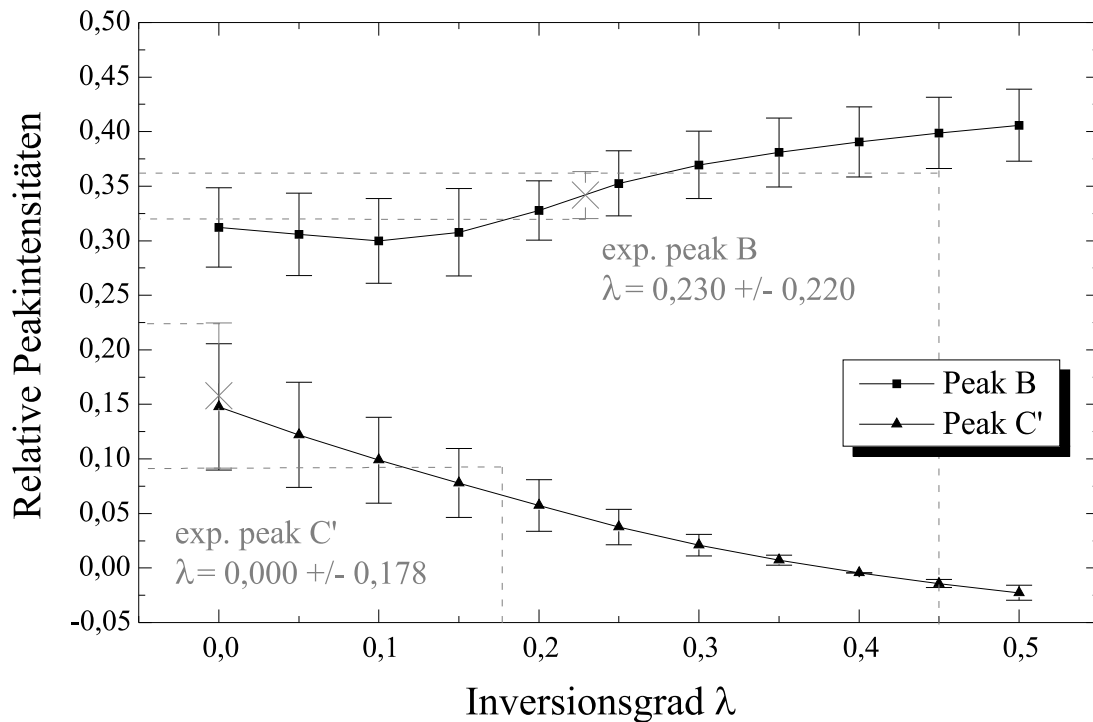 0,50
0,45
0,40
0,35
0,30
0,25
0,20
0,15
0,10
0,05
0,00
-0,05
Relative Peakintensitäten
exp. peak B
λ= 0,230 +/- 0,220
Peak B
Peak C'
exp. peak C'
λ= 0,000 +/- 0,178
0,0 0,1 0,2 0,3 0,4 0,5
Inversionsgrad λ